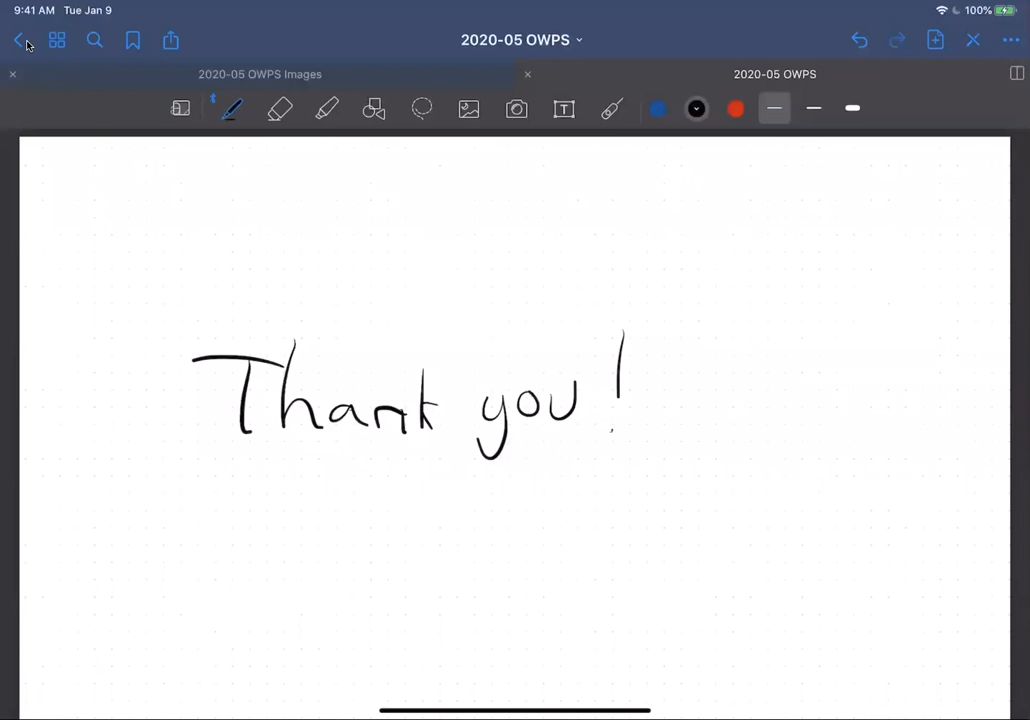 9:41 AM Tue Jan 9 100%
2020-05 OWPS
2020-05 OWPS Images 2020-05 OWPS
T
Thank you!